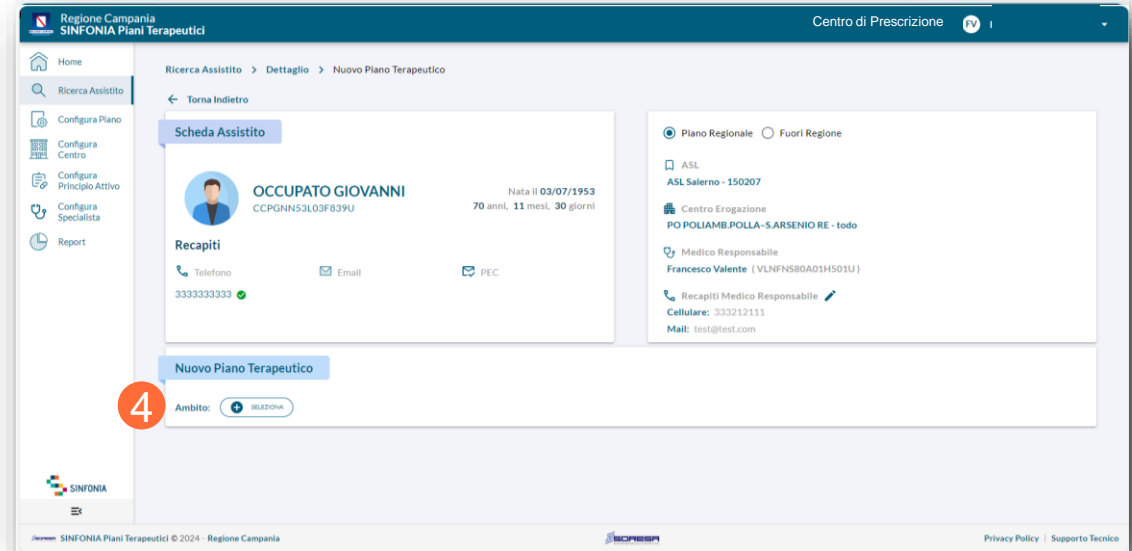 Regione Campania
SINFONIA Piani Terapeutici
Centro di Prescrizione
FV
Home
Ricerca Assistito
Configura Piano
Configura
Centro
Configura
Principio Attivo
Configura
Specialista
Report
Ricerca Assistito > Dettaglio > Nuovo Piano Terapeutico
← Torna Indietro
Scheda Assistito
OCCUPATO GIOVANNI
CCPGNN53L03F839U
Nata il 03/07/1953
70 anni, 11 mesi, 30 giorni
Recapiti
Telefono
Email
PEC
3333333333
Piano Regionale Fuori Regione
ASL
ASL Salerno - 150207
Centro Erogazione
PO POLIAMB.POLLA–S.ARSENIO RE - todo
Medico Responsabile
Francesco Valente (VLNFNS80A01H501U)
Recapiti Medico Responsabile
Cellulare: 333212111
Mail: test@test.com
Nuovo Piano Terapeutico
4
Ambito: SELEZIONA
SINFONIA
SINFONIA Piani Terapeutici © 2024 - Regione Campania
SORESA
Privacy Policy | Supporto Tecnico